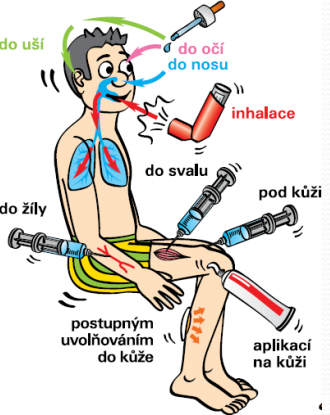 do uší
do očí
do nosu
inhalace
do svalu
pod kůži
do žíly
postupným
uvolňováním
do kůže
aplikací
na kůži